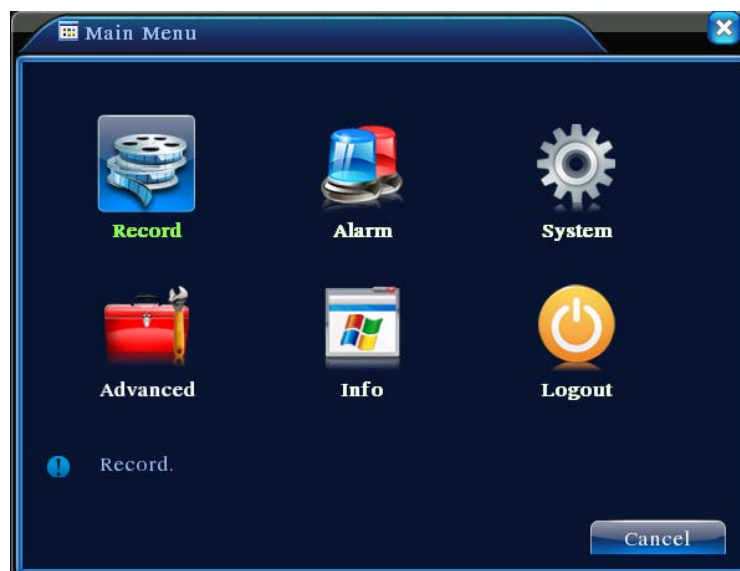 Main Menu
Record Alarm System
Advanced Info Logout
Record.
Cancel